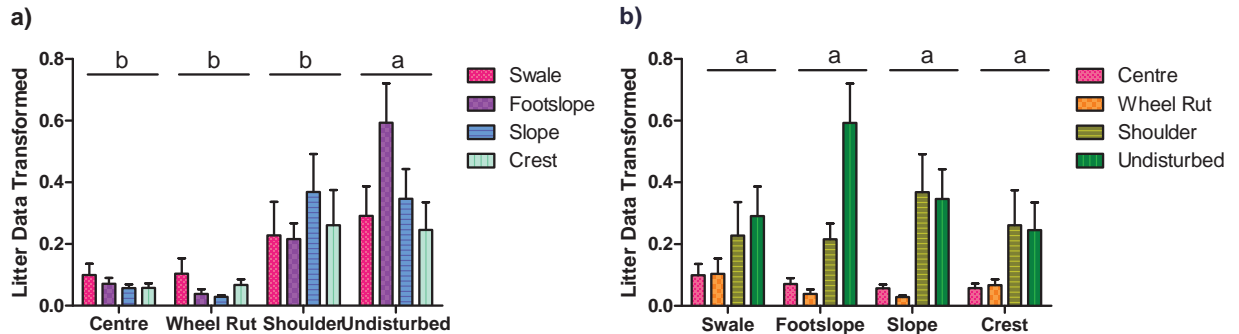 a)
Litter Data Transformed
0.8
0.6
0.4
0.2
0.0
b b b a
Centre Wheel Rut Shoulder Undisturbed
Swale
Footslope
Slope
Crest
b)
Litter Data Transformed
0.8
0.6
0.4
0.2
0.0
a a a a
Swale Footslope Slope Crest
Centre
Wheel Rut
Shoulder
Undisturbed